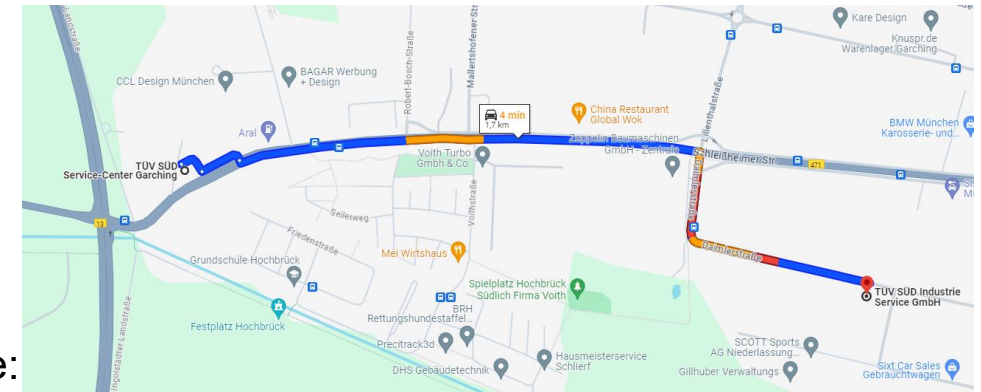 Kare Design
Knuspr.de
Warenlager Garching
BAGAR Werbung
+ Design
CCL Design München
Robert-Bosch-Straße
Mallertshofener Str.
4 min
1,7 km
China Restaurant
Global Wok
Lilienthalstraße
BMW München
Karosserie- und...
Aral
Zeppelin Baumaschinen
GmbH - Zentrale
Schleißheimer Str.
471
TÜV SÜD
Service-Center Garching
Voith Turbo
Gmbh & Co.
13
Seilerweg
Voithstraße
Friedenstraße
Mei Wirtshaus
Daimlerstraße
Grundschule Hochbrück
Spielplatz Hochbrück
Südlich Firma Voith
TÜV SÜD Industrie
Service GmbH
Ingolstädter Landstraße
Festplatz Hochbrück
BRH
Rettungshundestaffel...
Precitrack3d
Hausmeisterservice
Schlierf
SCOTT Sports
AG Niederlassung...
DHS Gebäudetechnik
Gillhuber Verwaltungs
Sixt Car Sales
Gebrauchtwagen
e: